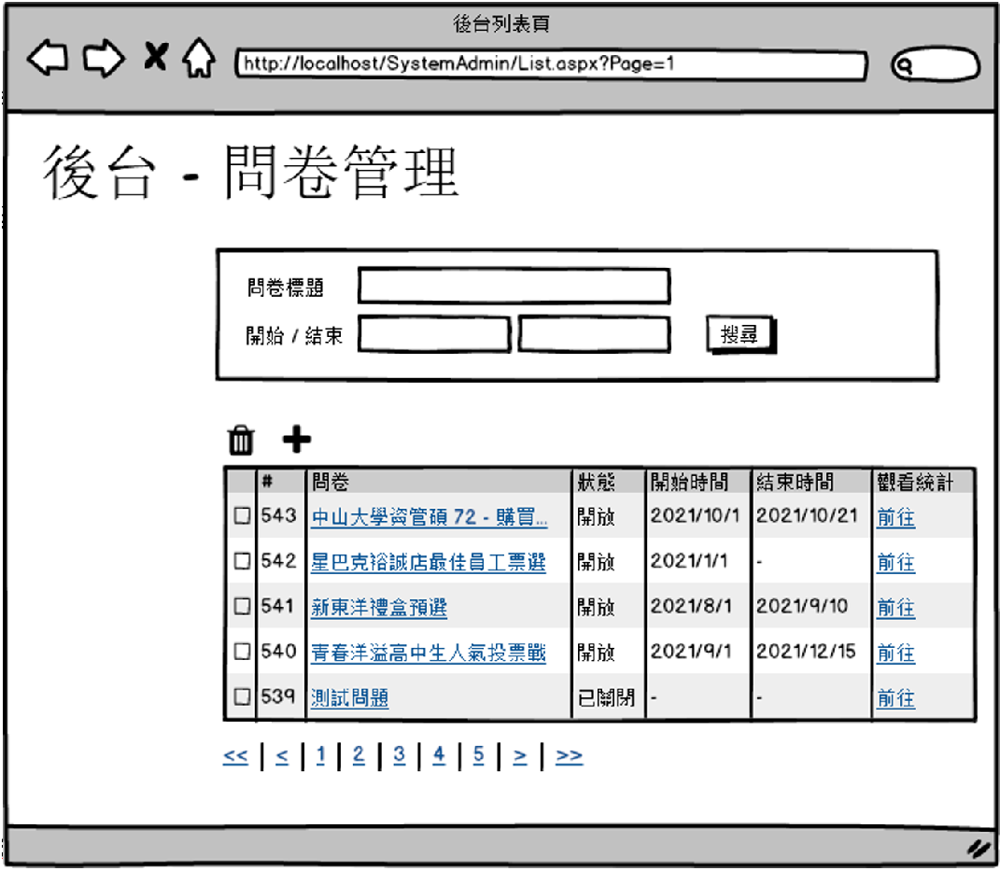 後台列表頁
http://localhost/SystemAdmin/List.aspx?Page=1
後台 - 問卷管理
問卷標題
開始 / 結束 搜尋
# 問卷 狀態 開始時間 結束時間 觀看統計
543 中山大學資管碩 72 - 購買... 開放 2021/10/1 2021/10/21 前往
542 星巴克裕誠店最佳員工票選 開放 2021/1/1 - 前往
541 新東洋禮盒預選 開放 2021/8/1 2021/9/10 前往
540 青春洋溢高中生人氣投票戰 開放 2021/9/1 2021/12/15 前往
539 測試問題 已關閉 - - 前往
<< | < | 1 | 2 | 3 | 4 | 5 | > | >>